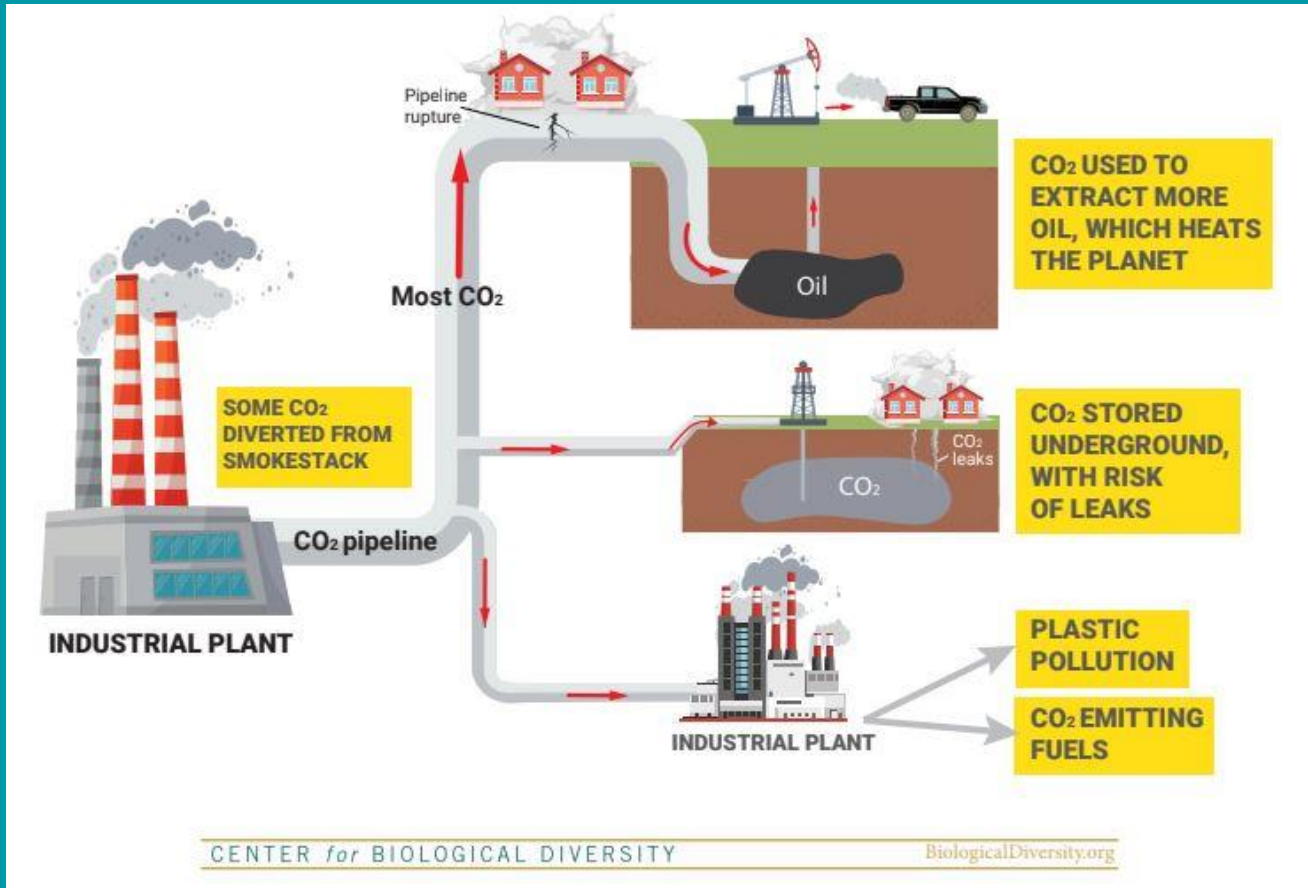 Pipeline
rupture
CO₂ USED TO
EXTRACT MORE
OIL, WHICH HEATS
THE PLANET
Oil
Most CO₂
SOME CO₂
DIVERTED FROM
SMOKESTACK
CO₂
leaks
CO₂
CO₂ STORED
UNDERGROUND,
WITH RISK
OF LEAKS
CO₂ pipeline
INDUSTRIAL PLANT
INDUSTRIAL PLANT
PLASTIC
POLLUTION
CO₂ EMITTING
FUELS
CENTER for BIOLOGICAL DIVERSITY
BiologicalDiversity.org